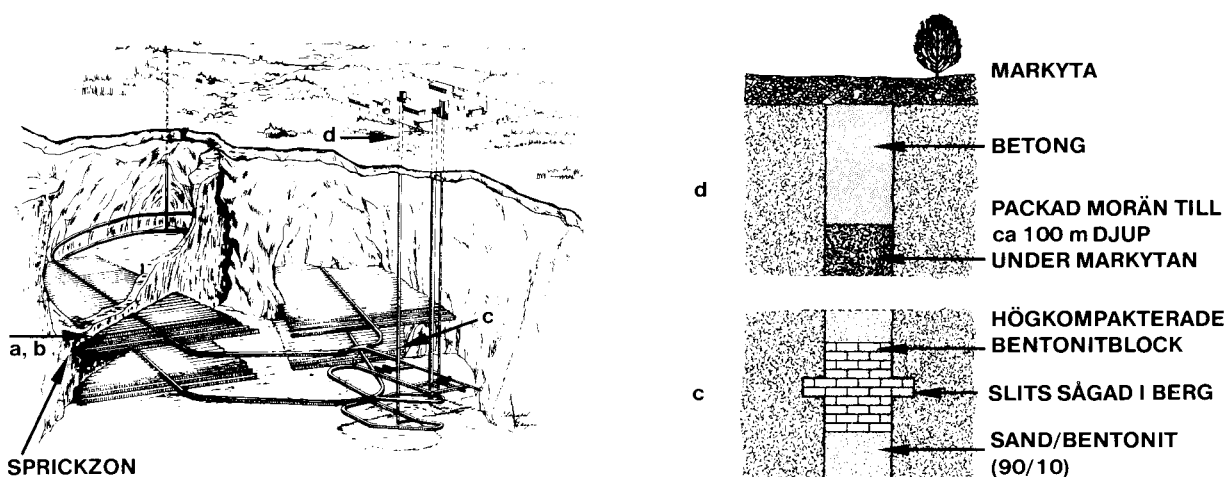 d
c
a, b
SPRICKZON
MARKYTA
BETONG
d
PACKAD MORÄN TILL
ca 100 m DJUP
UNDER MARKYTAN
HÖGKOMPAKTERADE
BENTONITBLOCK
c
SLITS SÅGAD I BERG
SAND/BENTONIT
(90/10)